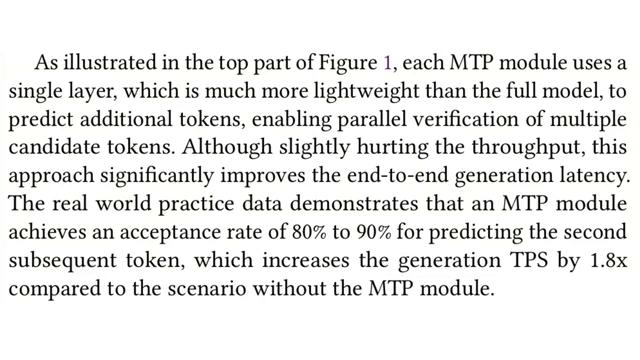 As illustrated in the top part of Figure 1, each MTP module uses a
single layer, which is much more lightweight than the full model, to
predict additional tokens, enabling parallel verification of multiple
candidate tokens. Although slightly hurting the throughput, this
approach significantly improves the end-to-end generation latency.
The real world practice data demonstrates that an MTP module
achieves an acceptance rate of 80% to 90% for predicting the second
subsequent token, which increases the generation TPS by 1.8x
compared to the scenario without the MTP module.